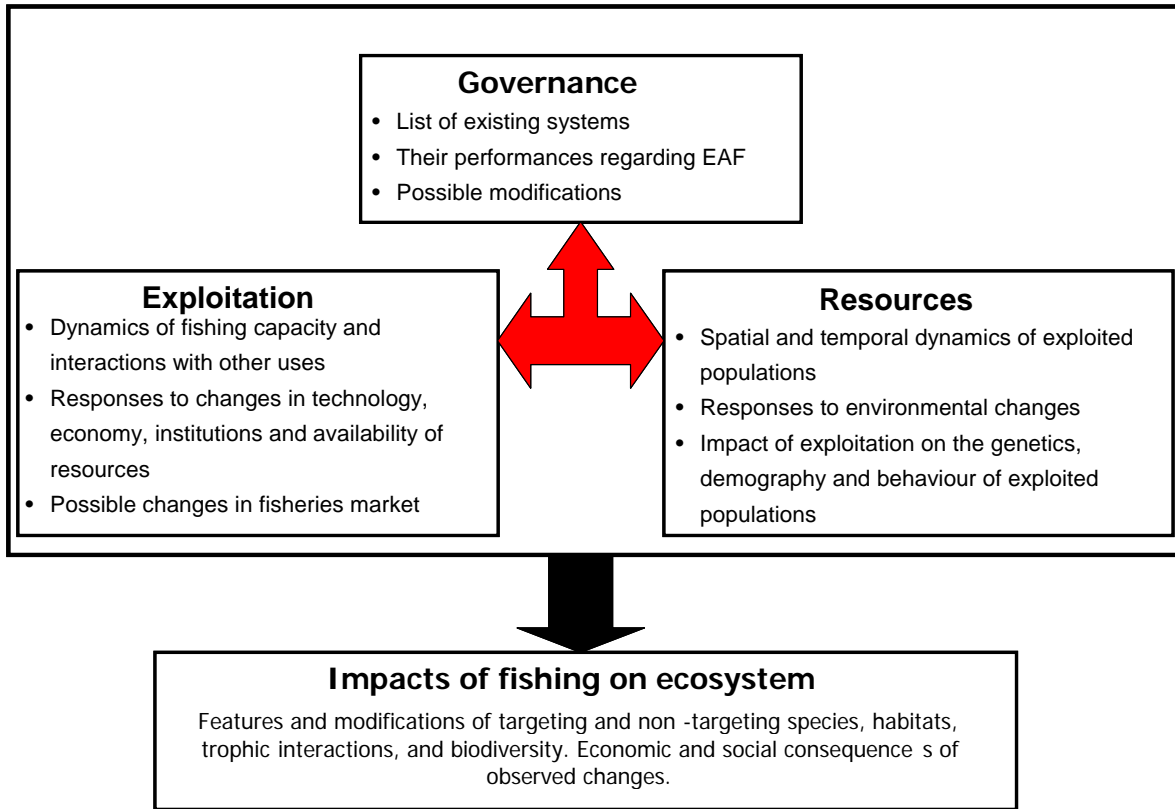 Governance
• List of existing systems
• Their performances regarding EAF
• Possible modifications
Exploitation
• Dynamics of fishing capacity and
interactions with other uses
• Responses to changes in technology,
economy, institutions and availability of
resources
• Possible changes in fisheries market
Resources
• Spatial and temporal dynamics of exploited
populations
• Responses to environmental changes
• Impact of exploitation on the genetics,
demography and behaviour of exploited
populations
Impacts of fishing on ecosystem
Features and modifications of targeting and non -targeting species, habitats,
trophic interactions, and biodiversity. Economic and social consequence s of
observed changes.